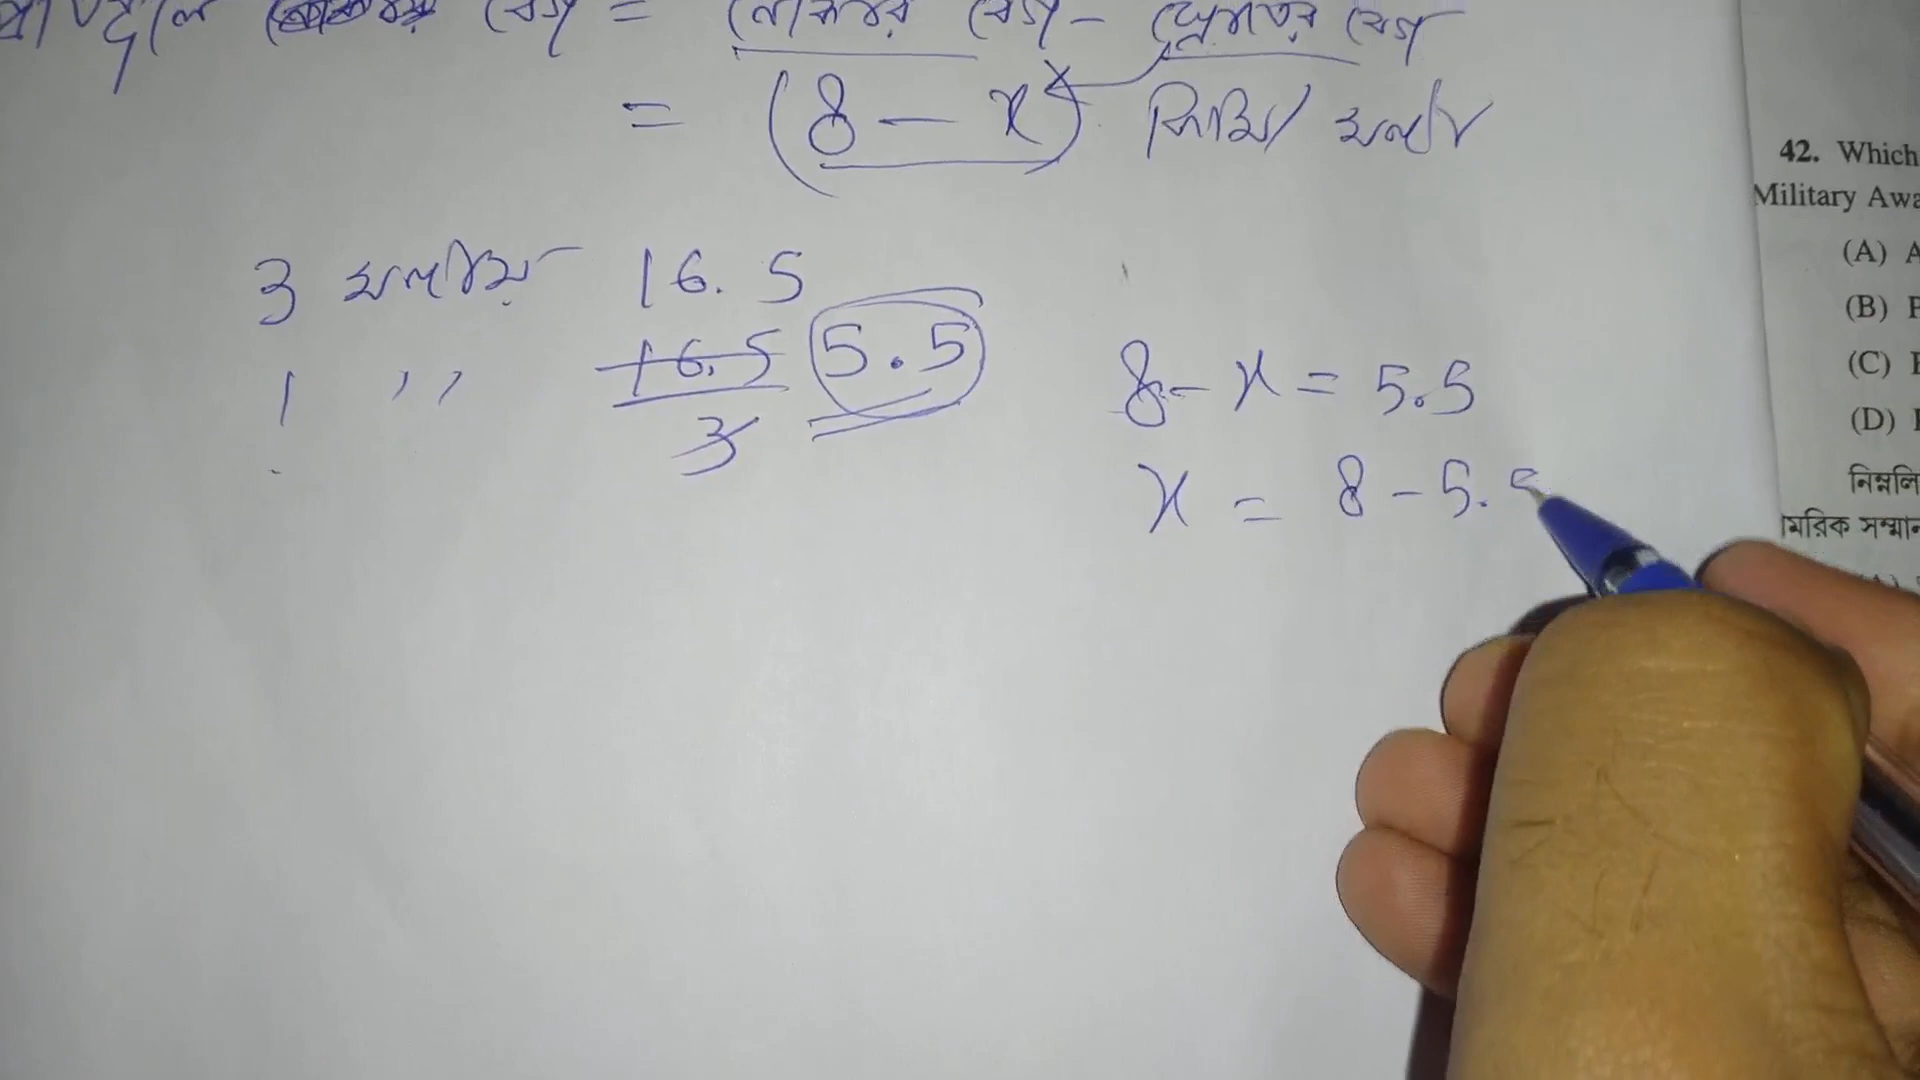 বেগ = নৌকার বেগ - স্রোতের বেগ
= (8 - x) কিমি/ঘন্টা
3 ঘন্টায় 16.5
1 ,, 16.5 5.5
3
8 - x = 5.5
x = 8 - 5.5
42. Which
Military Awa
(A) A
(B)
(C)
(D)
নিম্নলি
মরিক সম্মান